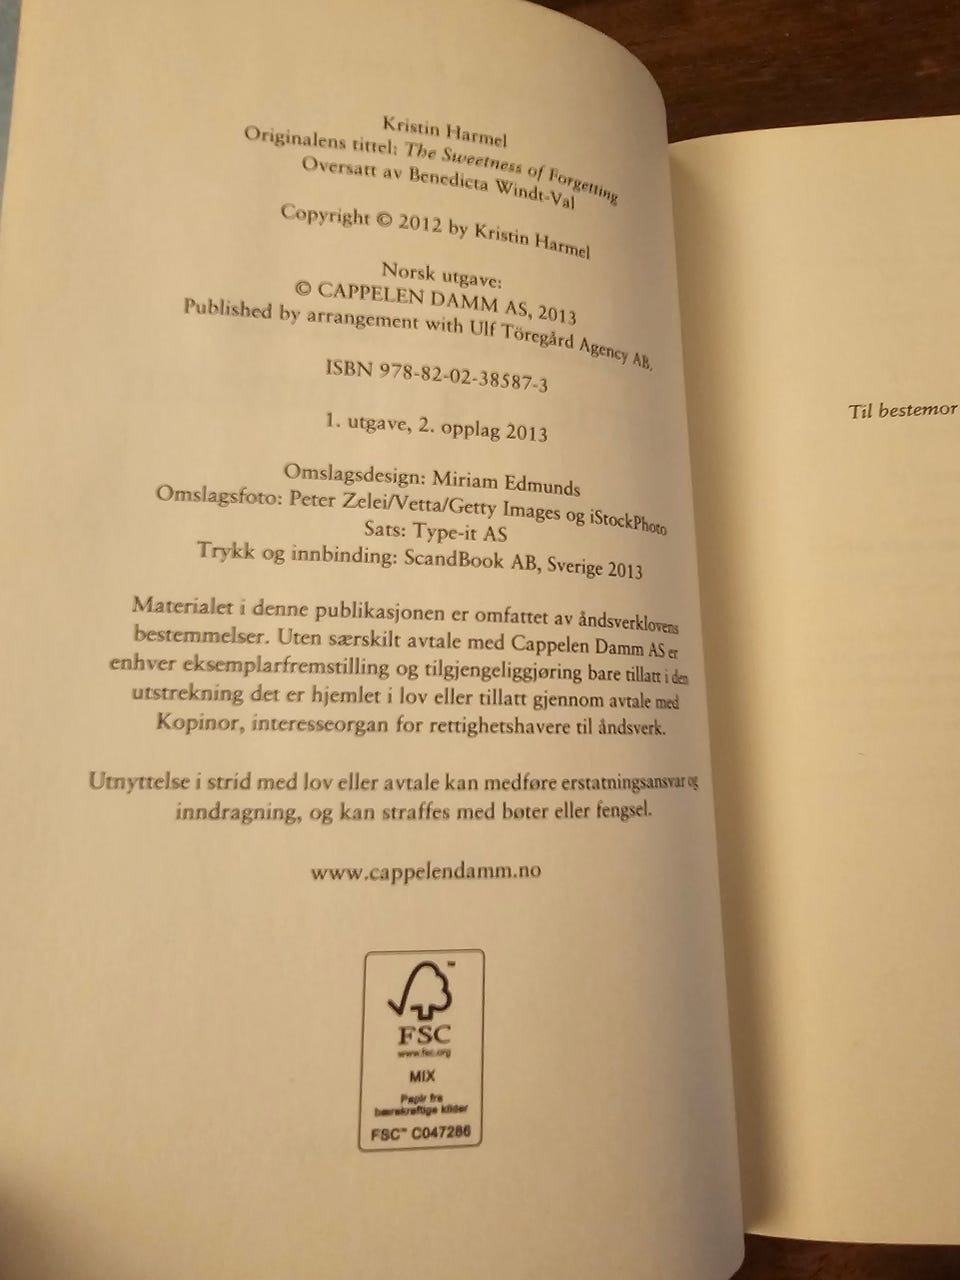 Kristin Harmel
Originalens tittel: The Sweetness of Forgetting
Oversatt av Benedicta Windt-Val
Copyright © 2012 by Kristin Harmel
Norsk utgave:
© CAPPELEN DAMM AS, 2013
Published by arrangement with Ulf Töregård Agency AB,
ISBN 978-82-02-38587-3
1. utgave, 2. opplag 2013
Omslagsdesign: Miriam Edmunds
Omslagsfoto: Peter Zelei/Vetta/Getty Images og iStockPhoto
Sats: Type-it AS
Trykk og innbinding: ScandBook AB, Sverige 2013
Materialet i denne publikasjonen er omfattet av åndsverklovens
bestemmelser. Uten særskilt avtale med Cappelen Damm AS er
enhver eksemplarfremstilling og tilgjengeliggjøring bare tillatt i den
utstrekning det er hjemlet i lov eller tillatt gjennom avtale med
Kopinor, interesseorgan for rettighetshavere til åndsverk.
Utnyttelse i strid med lov eller avtale kan medføre erstatningsansvar og
inndragning, og kan straffes med bøter eller fengsel.
www.cappelendamm.no
™
FSC
www.fsc.org
MIX
Papir fra
bærekraftige kilder
FSC™ C047286
Til bestemor